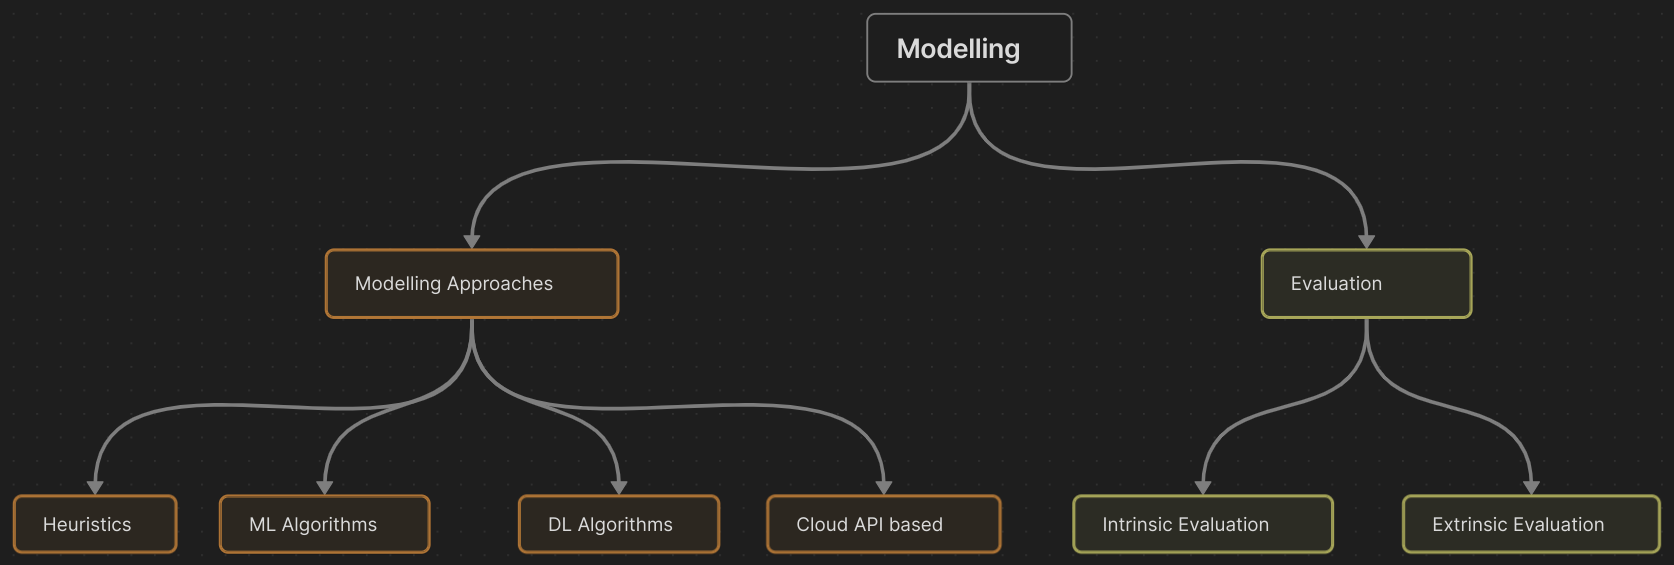 Modelling
Modelling Approaches
Evaluation
Heuristics
ML Algorithms
DL Algorithms
Cloud API based
Intrinsic Evaluation
Extrinsic Evaluation